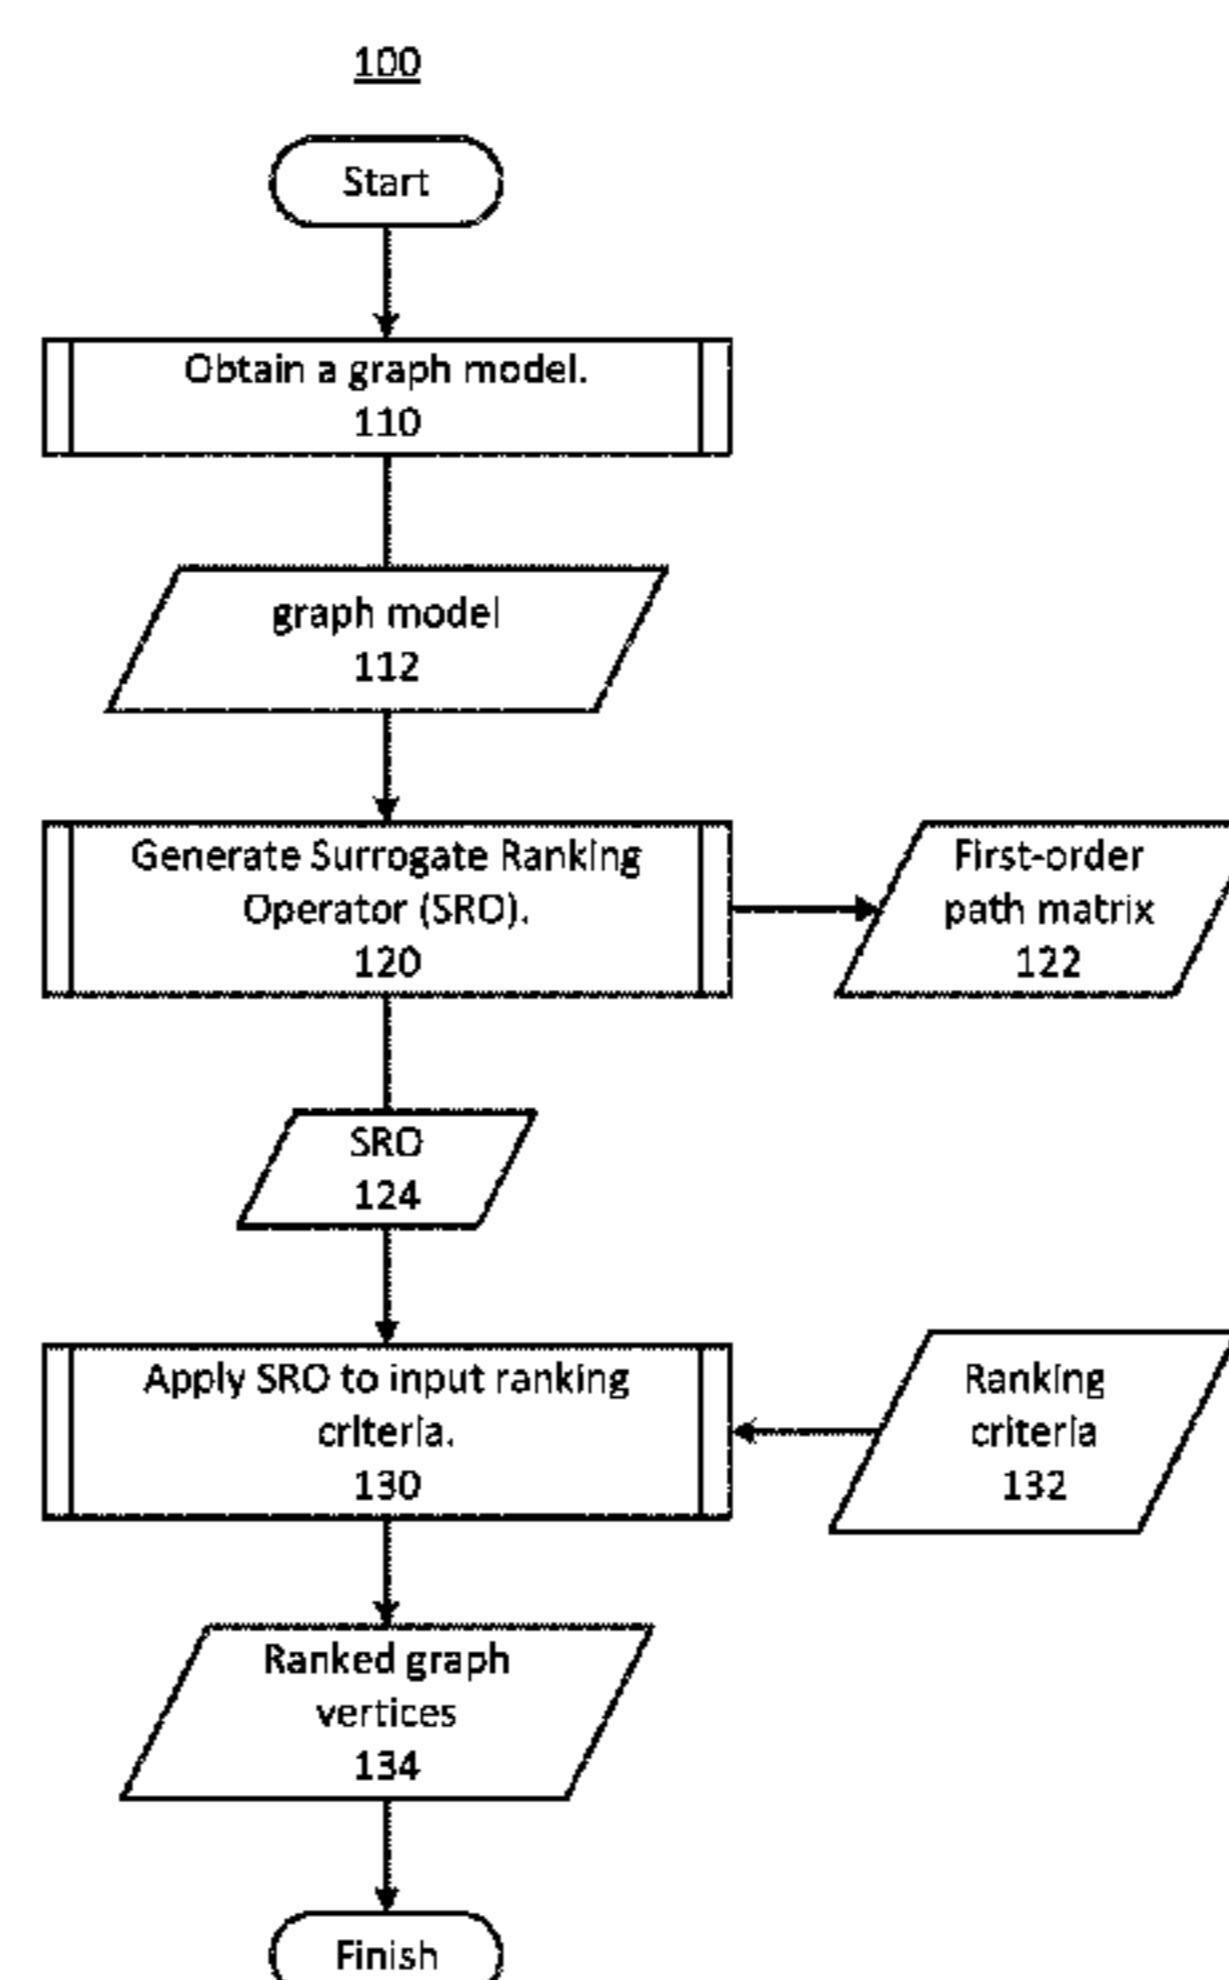 100
Start
Obtain a graph model.
110
graph model
112
Generate Surrogate Ranking
Operator (SRO).
120
First-order
path matrix
122
SRO
124
Apply SRO to input ranking
criteria.
130
Ranking
criteria
132
Ranked graph
vertices
134
Finish